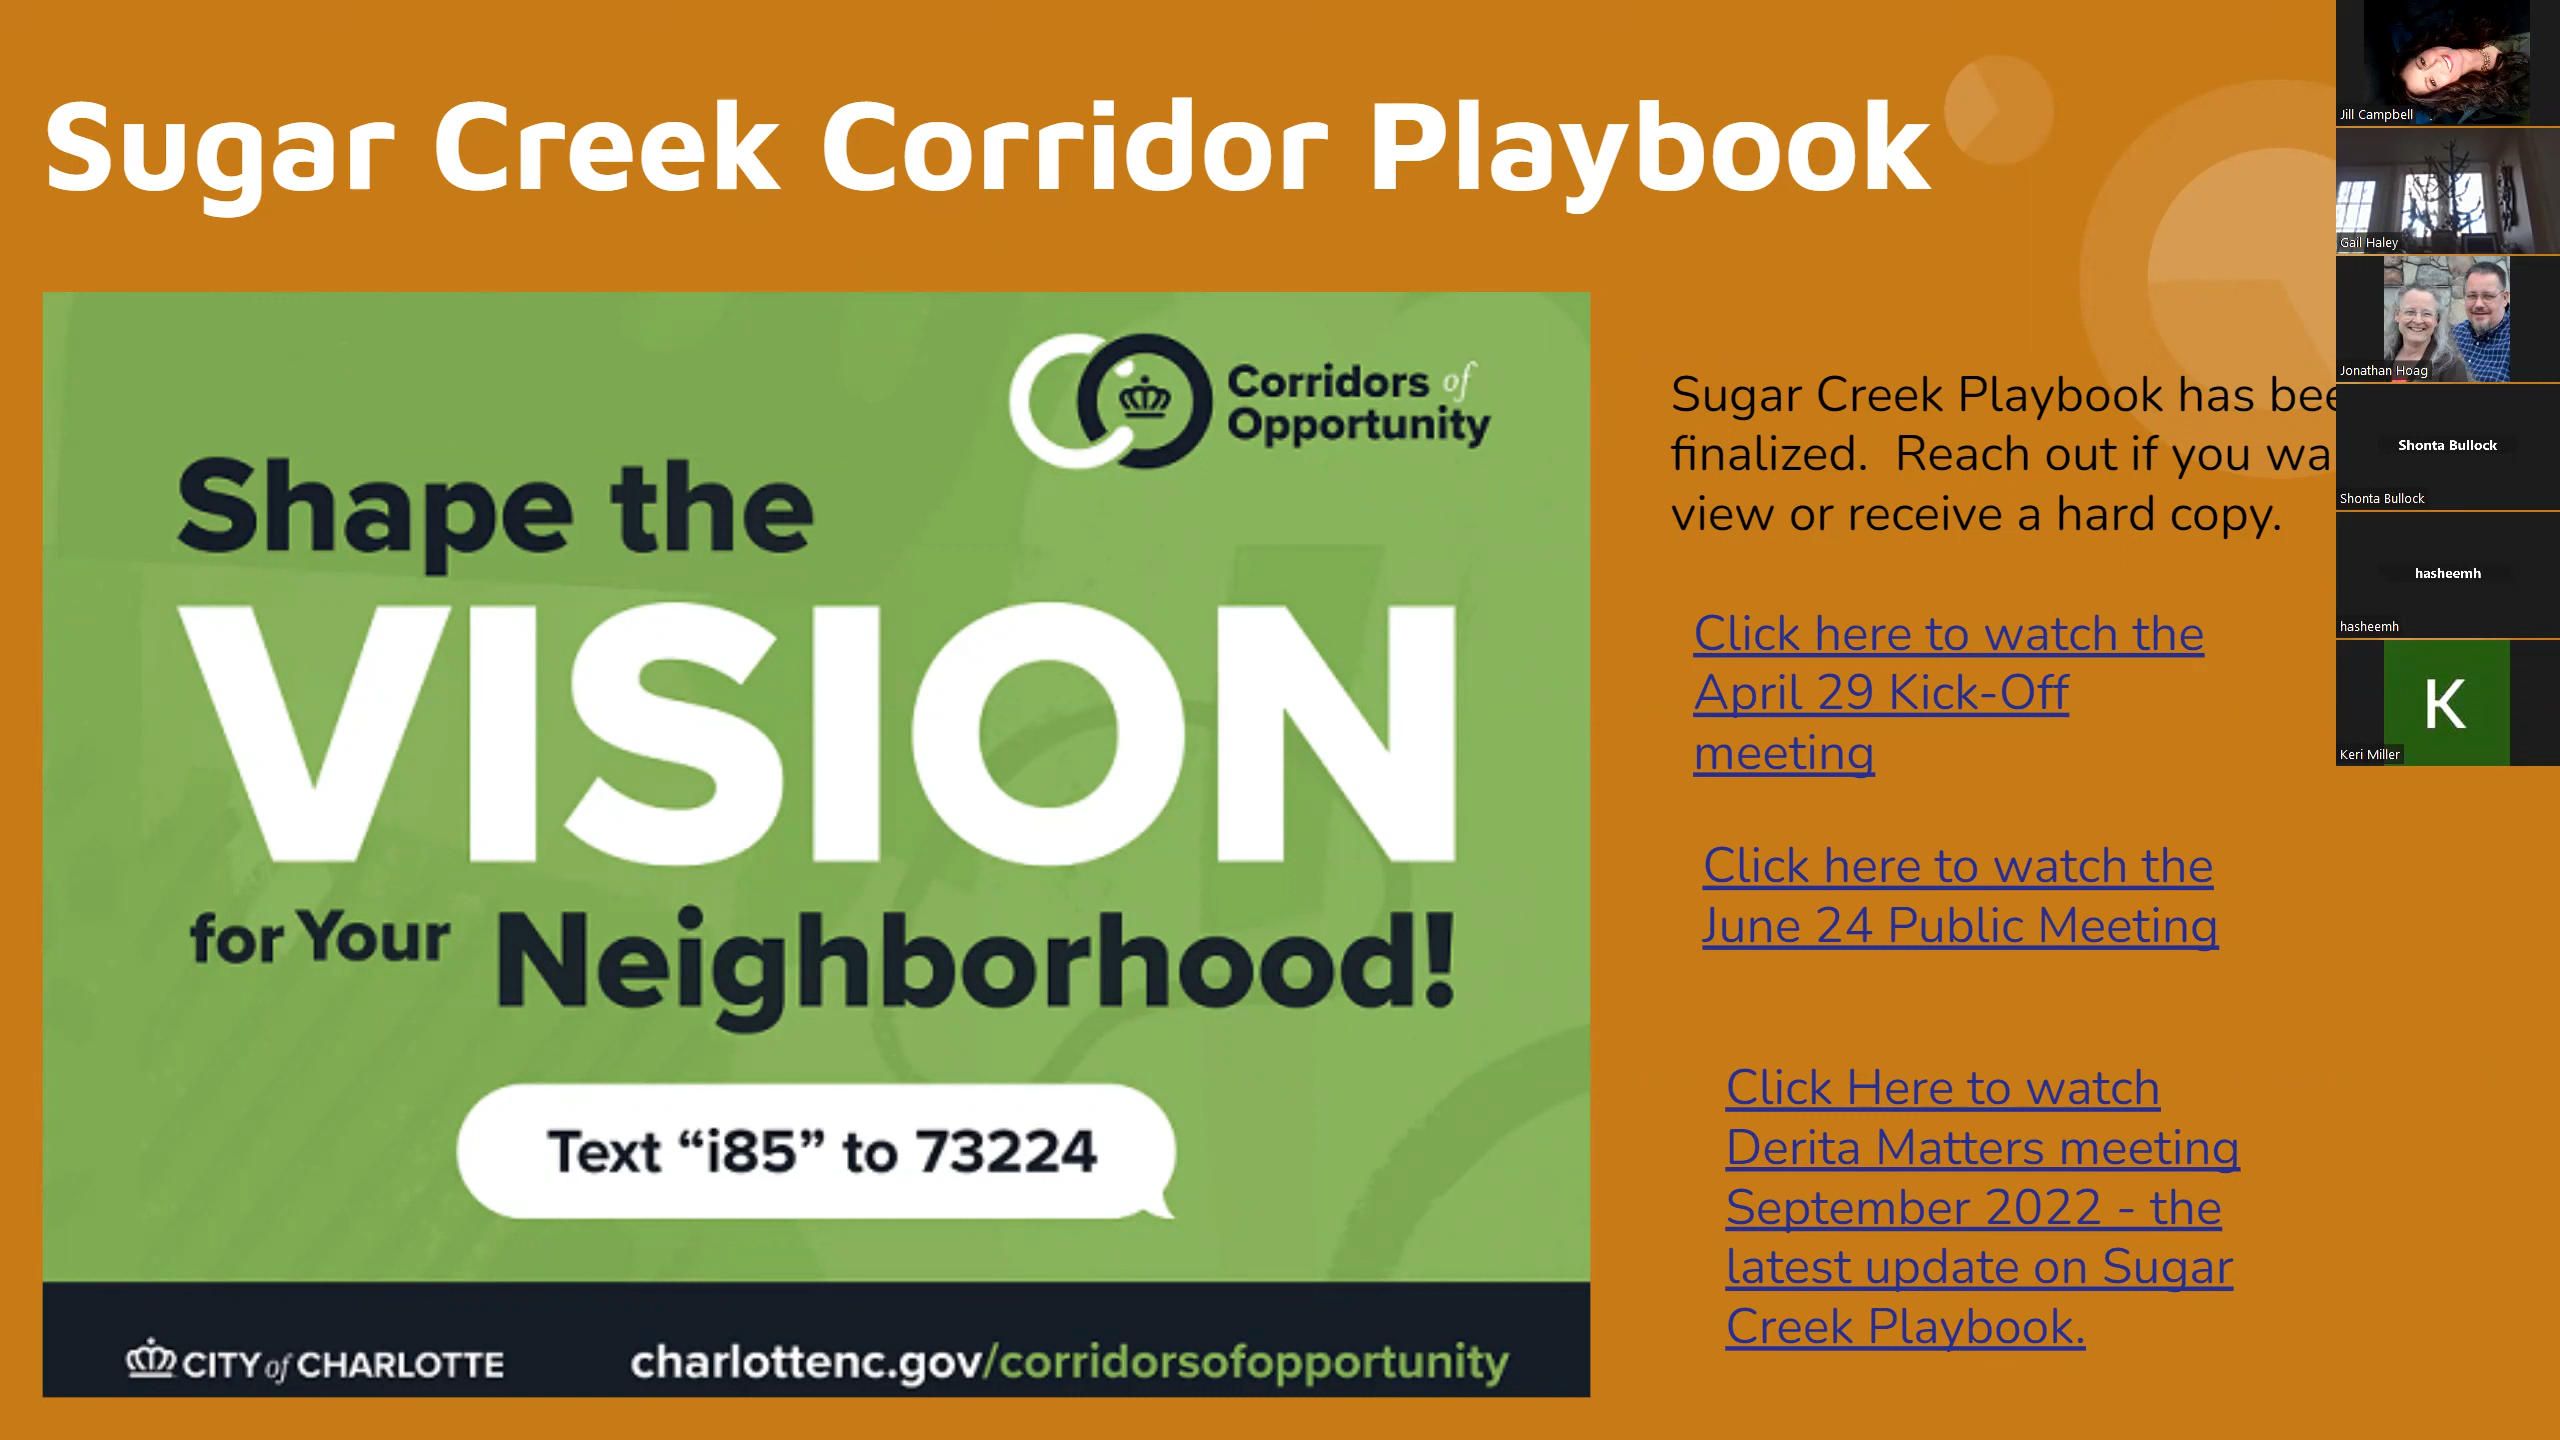 Sugar Creek Corridor Playbook
Corridors of
Opportunity
Shape the
VISION
for Your Neighborhood!
Text “i85” to 73224
CITY of CHARLOTTE
charlottenc.gov/corridorsofopportunity
Sugar Creek Playbook has
finalized.  Reach out if you
view or receive a hard copy.
Click here to watch the
April 29 Kick-Off
meeting
Click here to watch the
June 24 Public Meeting
Click Here to watch
Derita Matters meeting
September 2022 - the
latest update on Sugar
Creek Playbook.
Jill Campbell
Gail Haley
Jonathan Hoag
Shonta Bullock
Shonta Bullock
hasheemh
hasheemh
K
Keri Miller